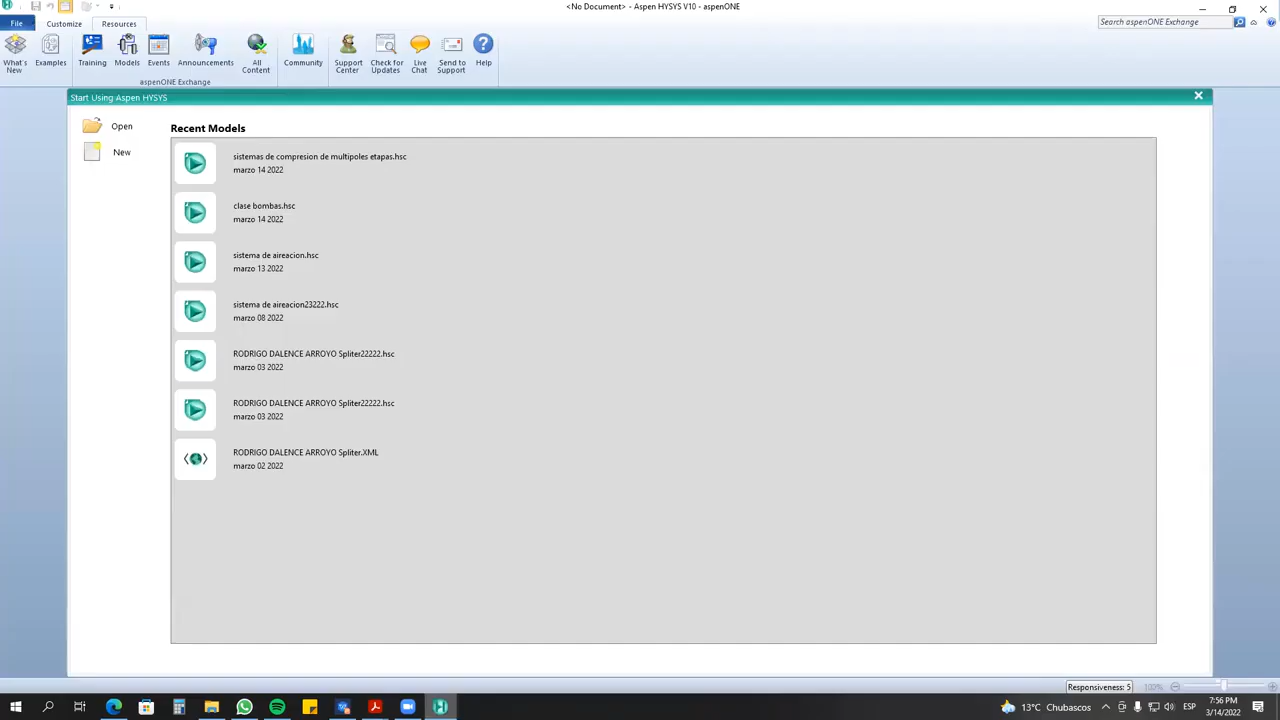 <No Document> - Aspen HYSYS V10 - aspenONE
File
Customize
Resources
Search aspenONE Exchange
What's New
Examples
Training
Models
Events
Announcements
All Content
Community
Support Center
Check for Updates
Live Chat
Send to Support
Help
aspenONE Exchange
Start Using Aspen HYSYS
Open
New
Recent Models
sistemas de compresion de multipoles etapas.hsc
marzo 14 2022
clase bombas.hsc
marzo 14 2022
sistema de aireacion.hsc
marzo 13 2022
sistema de aireacion23222.hsc
marzo 08 2022
RODRIGO DALENCE ARROYO Spliter22222.hsc
marzo 03 2022
RODRIGO DALENCE ARROYO Spliter22222.hsc
marzo 03 2022
RODRIGO DALENCE ARROYO Spliter.XML
marzo 02 2022
Responsiveness: 5
100%
13°C Chubascos
ESP
7:56 PM
3/14/2022